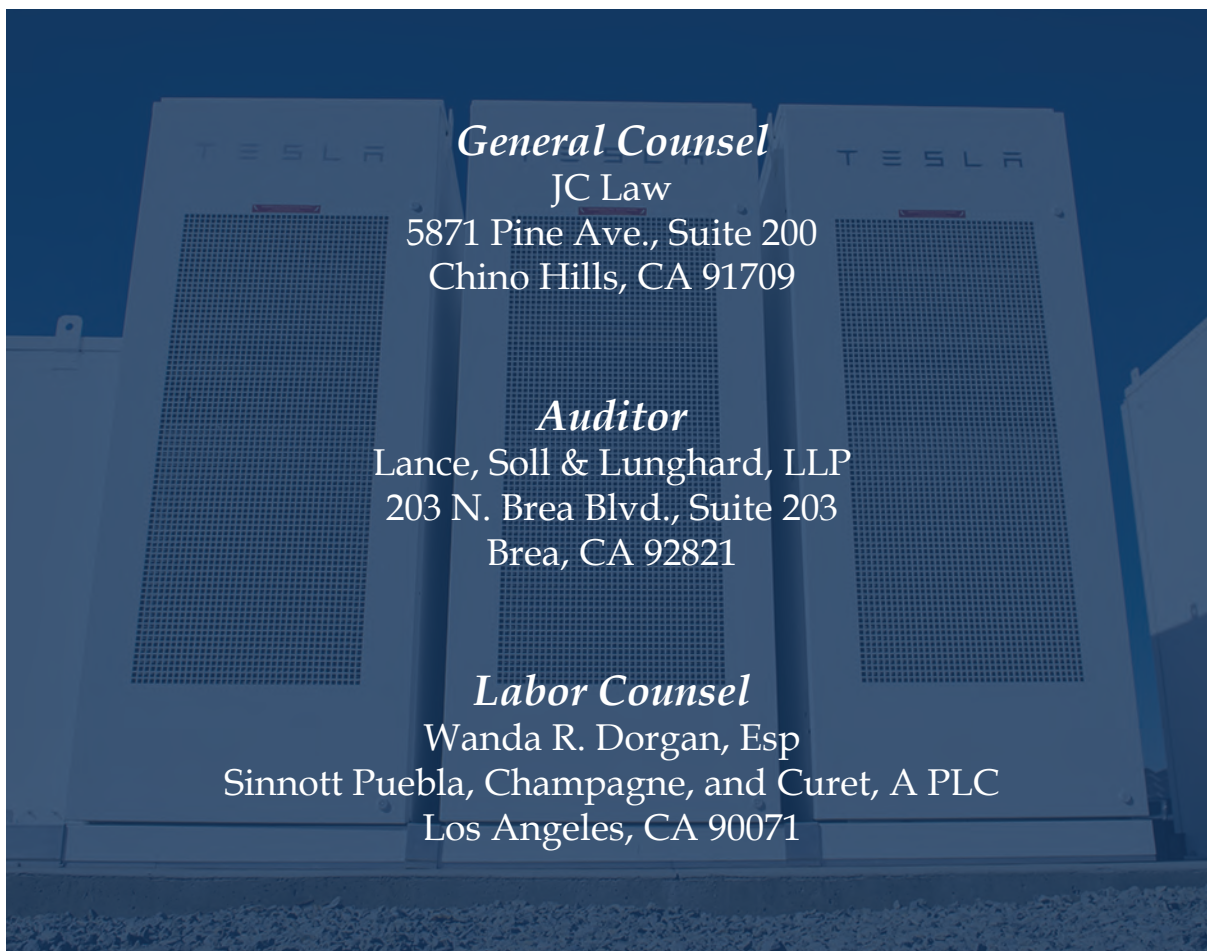 TESLA TESLA TESLA
General Counsel
JC Law
5871 Pine Ave., Suite 200
Chino Hills, CA 91709
Auditor
Lance, Soll & Lunghard, LLP
203 N. Brea Blvd., Suite 203
Brea, CA 92821
Labor Counsel
Wanda R. Dorgan, Esp
Sinnott Puebla, Champagne, and Curet, A PLC
Los Angeles, CA 90071